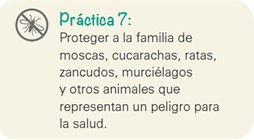 Práctica 7:
Proteger a la familia de
moscas, cucarachas, ratas,
zancudos, murciélagos
y otros animales que
representan un peligro para
la salud.